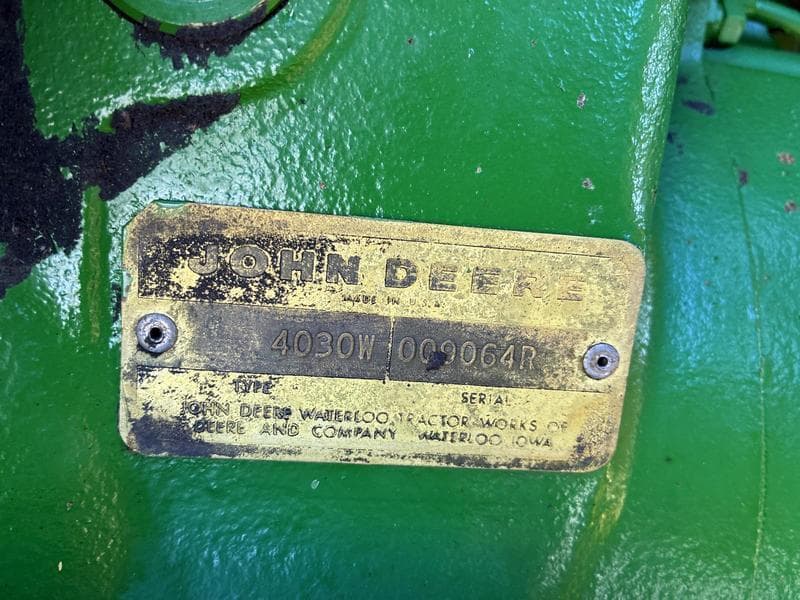 JOHN DEERE
MADE IN U.S.A.
4030W 009064R
TYPE SERIAL
JOHN DEERE WATERLOO TRACTOR WORKS OF
DEERE AND COMPANY WATERLOO IOWA